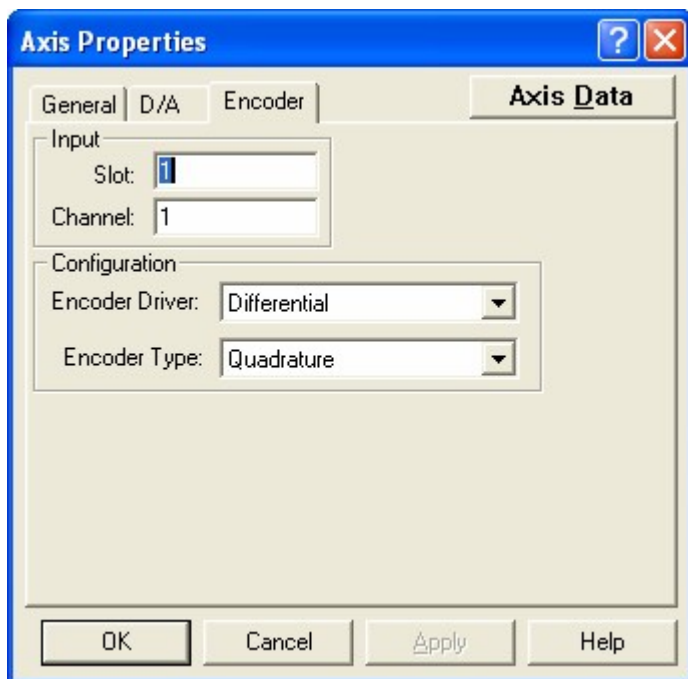 Axis Properties
?
General D/A Encoder Axis Data
Input
Slot: 1
Channel: 1
Configuration
Encoder Driver: Differential
Encoder Type: Quadrature
OK Cancel Apply Help